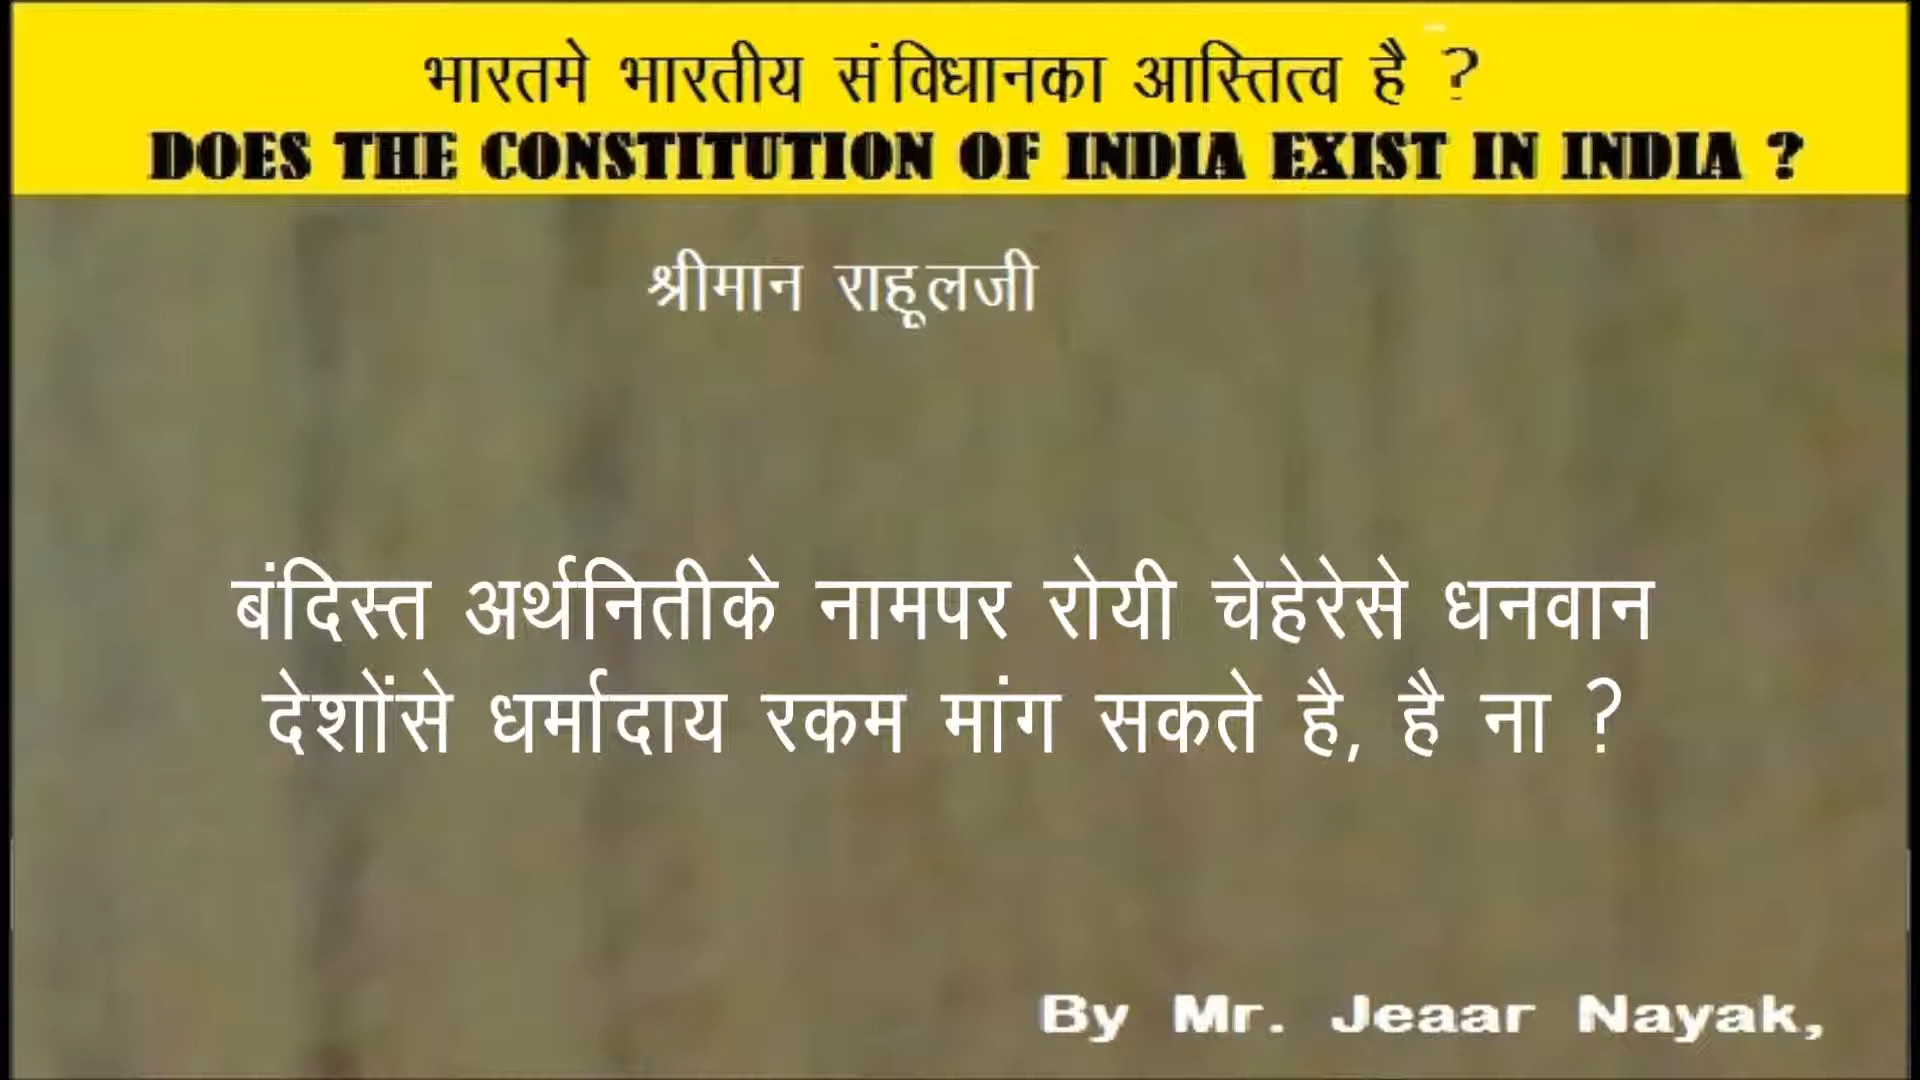 भारतमे भारतीय संविधानका आस्तित्व है ?
DOES THE CONSTITUTION OF INDIA EXIST IN INDIA ?
श्रीमान राहूलजी
बंदिस्त अर्थनितीके नामपर रोयी चेहेरेसे धनवान
देशोंसे धर्मादाय रकम मांग सकते है, है ना ?
By Mr. Jeaar Nayak,